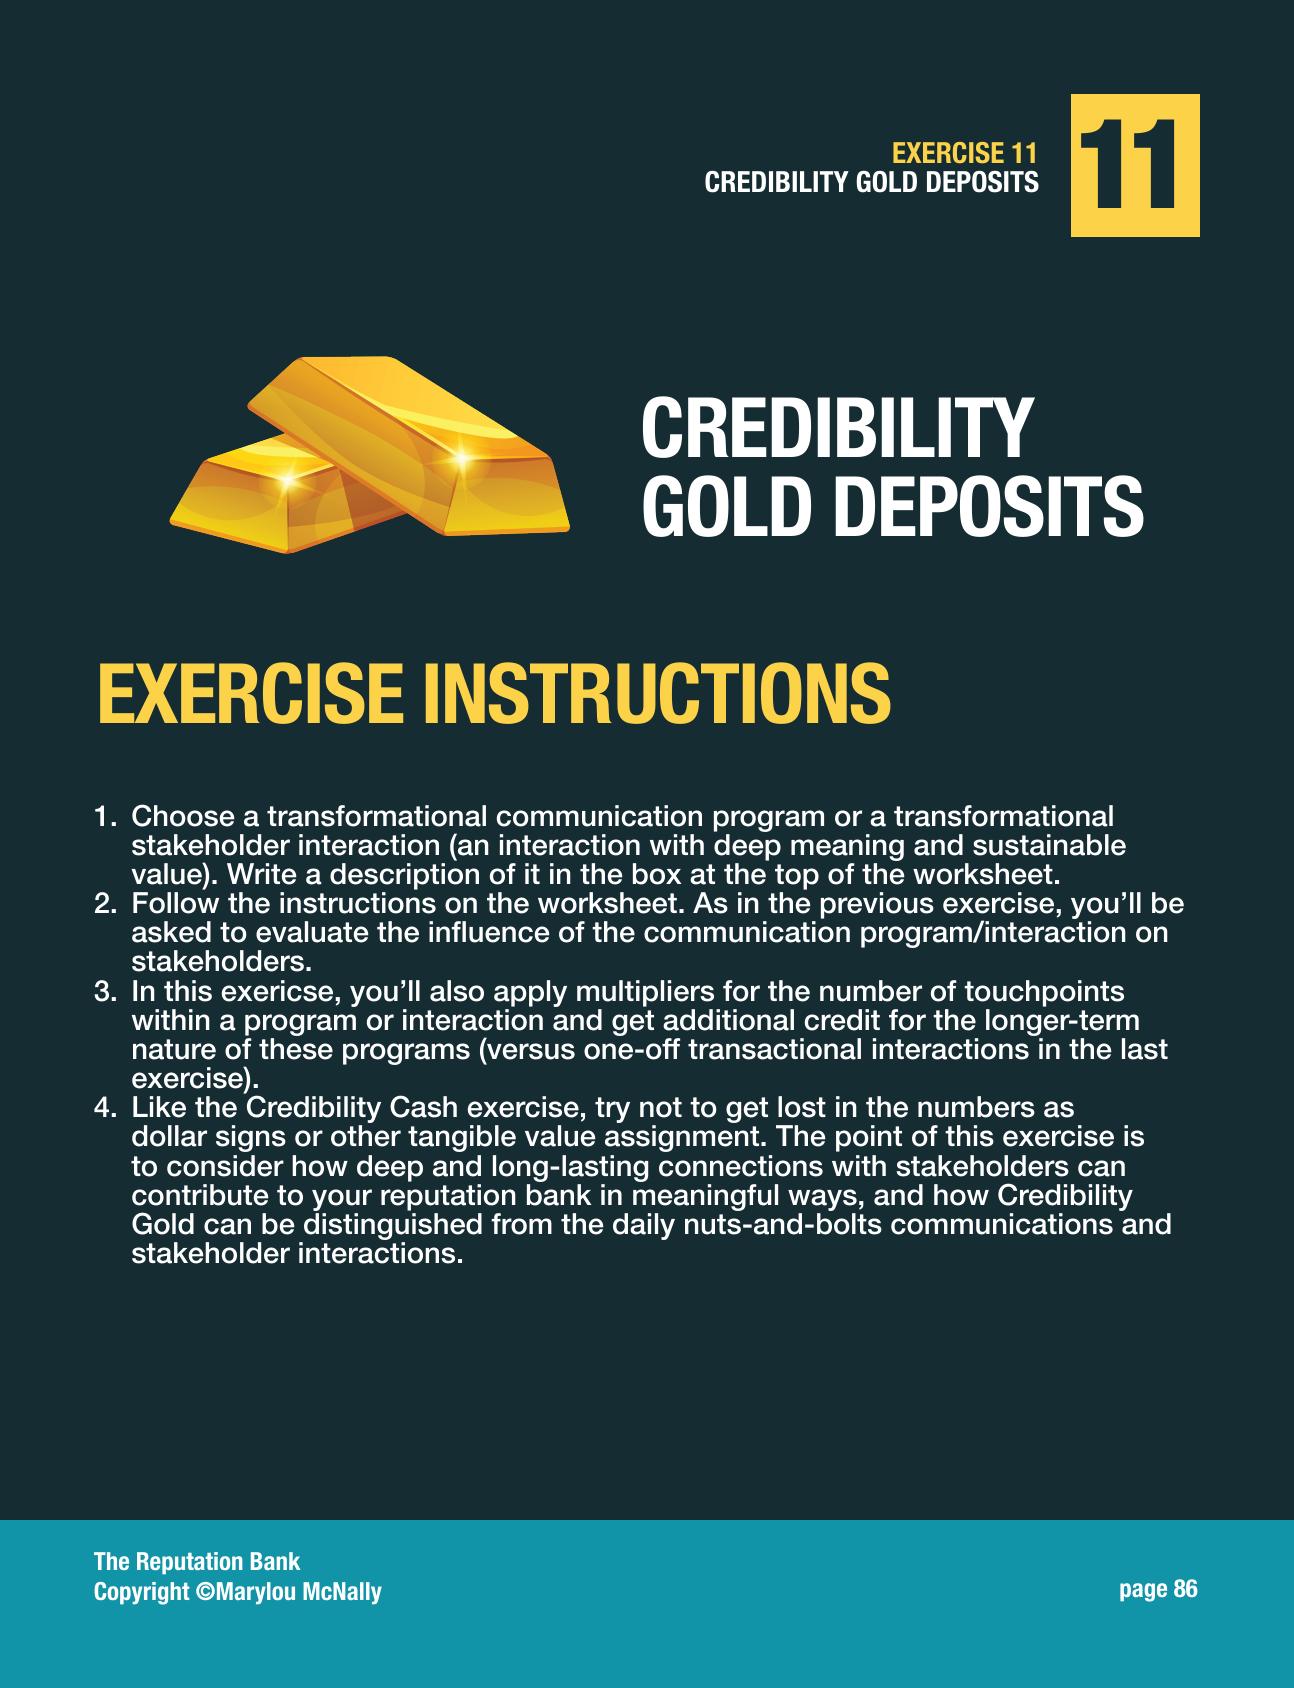 EXERCISE 11
CREDIBILITY GOLD DEPOSITS
11
CREDIBILITY
GOLD DEPOSITS
EXERCISE INSTRUCTIONS
1. Choose a transformational communication program or a transformational
stakeholder interaction (an interaction with deep meaning and sustainable
value). Write a description of it in the box at the top of the worksheet.
2. Follow the instructions on the worksheet. As in the previous exercise, you’ll be
asked to evaluate the influence of the communication program/interaction on
stakeholders.
3. In this exericse, you’ll also apply multipliers for the number of touchpoints
within a program or interaction and get additional credit for the longer-term
nature of these programs (versus one-off transactional interactions in the last
exercise).
4. Like the Credibility Cash exercise, try not to get lost in the numbers as
dollar signs or other tangible value assignment. The point of this exercise is
to consider how deep and long-lasting connections with stakeholders can
contribute to your reputation bank in meaningful ways, and how Credibility
Gold can be distinguished from the daily nuts-and-bolts communications and
stakeholder interactions.
The Reputation Bank
Copyright ©Marylou McNally
page 86